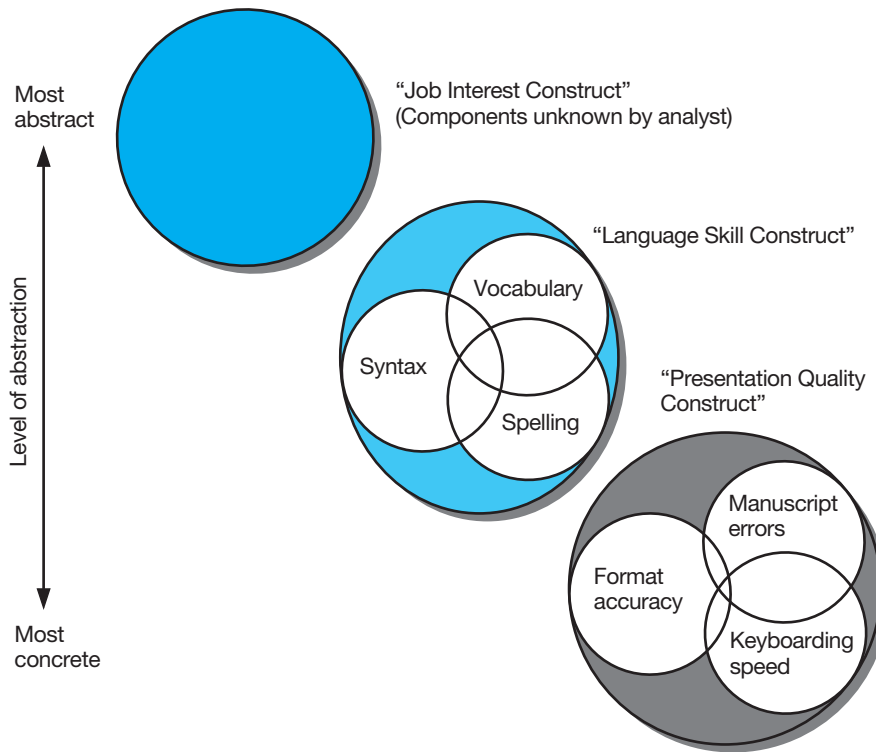 Most
abstract
“Job Interest Construct”
(Components unknown by analyst)
Level of abstraction
“Language Skill Construct”
Vocabulary
Syntax
Spelling
“Presentation Quality
Construct”
Manuscript
errors
Format
accuracy
Keyboarding
speed
Most
concrete